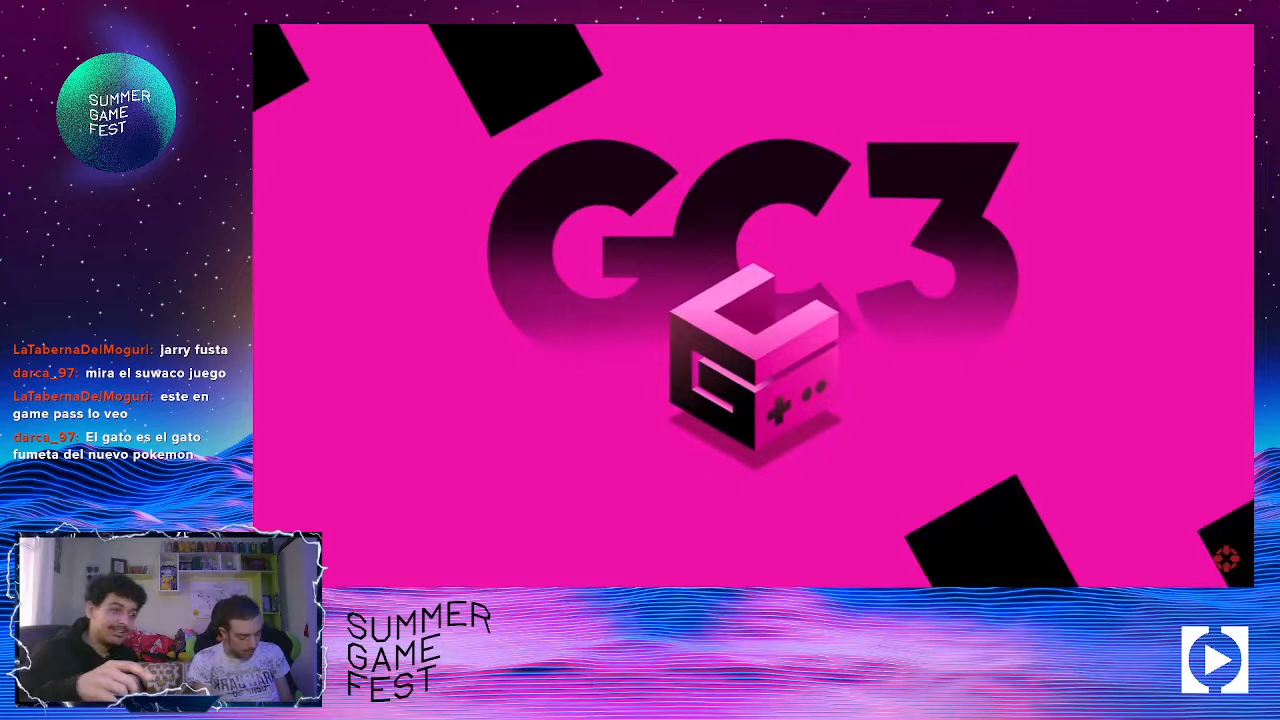 SUMMER
GAME
FEST
GC3
LaTabernaDelMoguri: jarry fusta
darca_97: mira el suwaco juego
LaTabernaDelMoguri: este en
game pass lo veo
darca_97: El gato es el gato
fumeta del nuevo pokemon
SUMMER
GAME
FEST